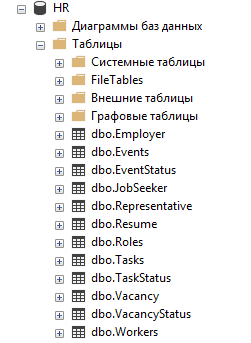 HR
Диаграммы баз данных
Таблицы
Системные таблицы
FileTables
Внешние таблицы
Графовые таблицы
dbo.Employer
dbo.Events
dbo.EventStatus
dbo.JobSeeker
dbo.Representative
dbo.Resume
dbo.Roles
dbo.Tasks
dbo.TaskStatus
dbo.Vacancy
dbo.VacancyStatus
dbo.Workers